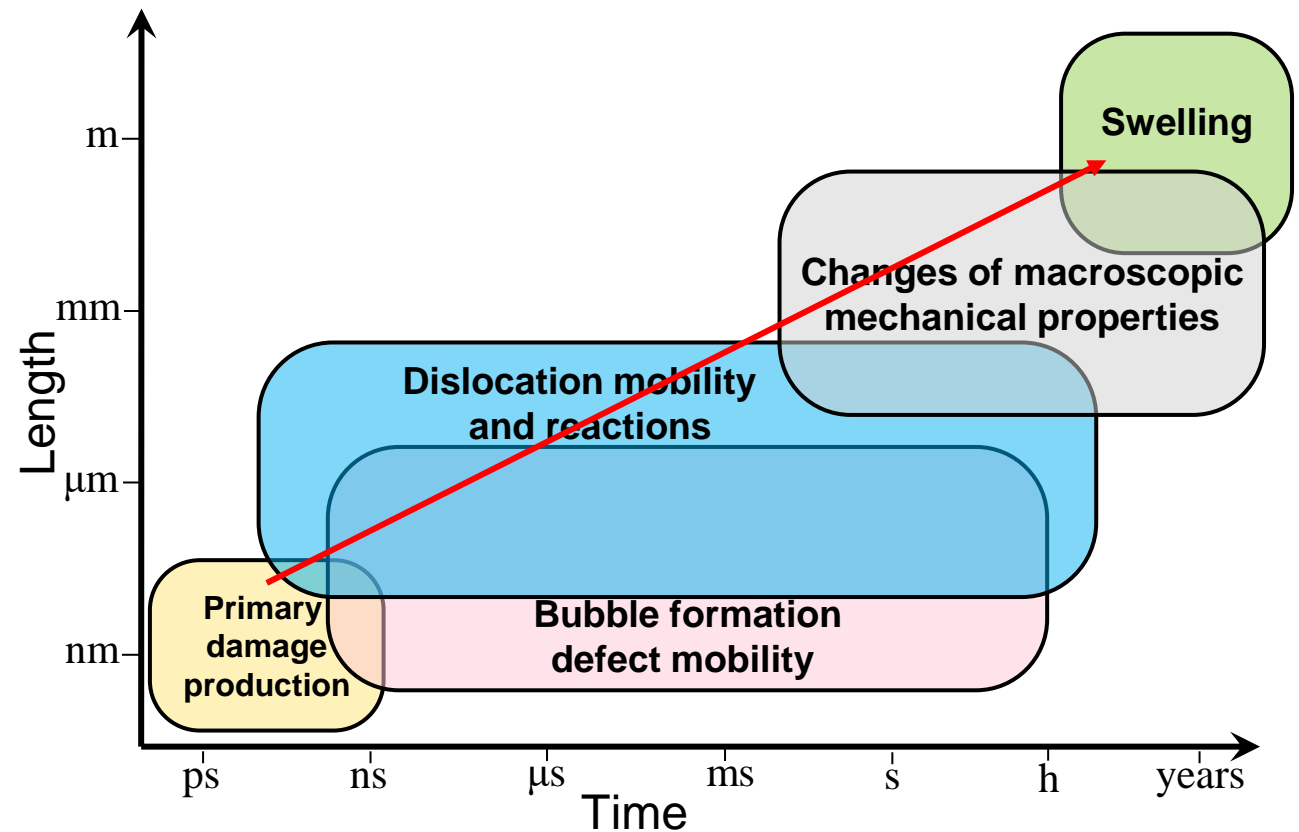 m
Swelling
Changes of macroscopic
mechanical properties
mm
Length
Dislocation mobility
and reactions
μm
Primary
damage
production
Bubble formation
defect mobility
nm
ps ns μs ms s h years
Time